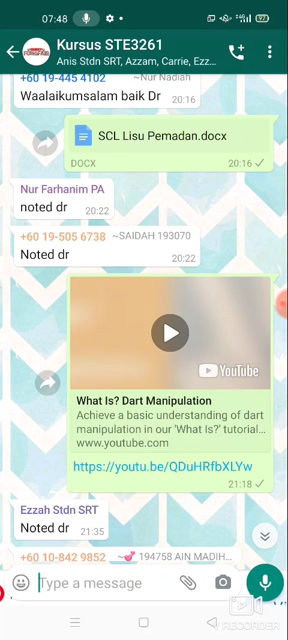 07:48
97
Kursus STE3261
Anis Stdn SRT, Azzam, Carrie, Ezz...
+60 19-445 4102
~Nur Nadiah
Waalaikumsalam baik Dr
20:16
SCL Lisu Pemadan.docx
DOCX
20:16
Nur Farhanim PA
noted dr
20:22
+60 19-505 6738
~SAIDAH 193070
Noted dr
20:22
YouTube
What Is? Dart Manipulation
Achieve a basic understanding of dart
manipulation in our 'What Is?' tutorial...
www.youtube.com
https://youtu.be/QDuHRfbXLYw
21:18
Ezzah Stdn SRT
Noted dr
21:35
+60 10-842 9852
~💞 194758 AIN MADIH...
Type a message
RECORDER